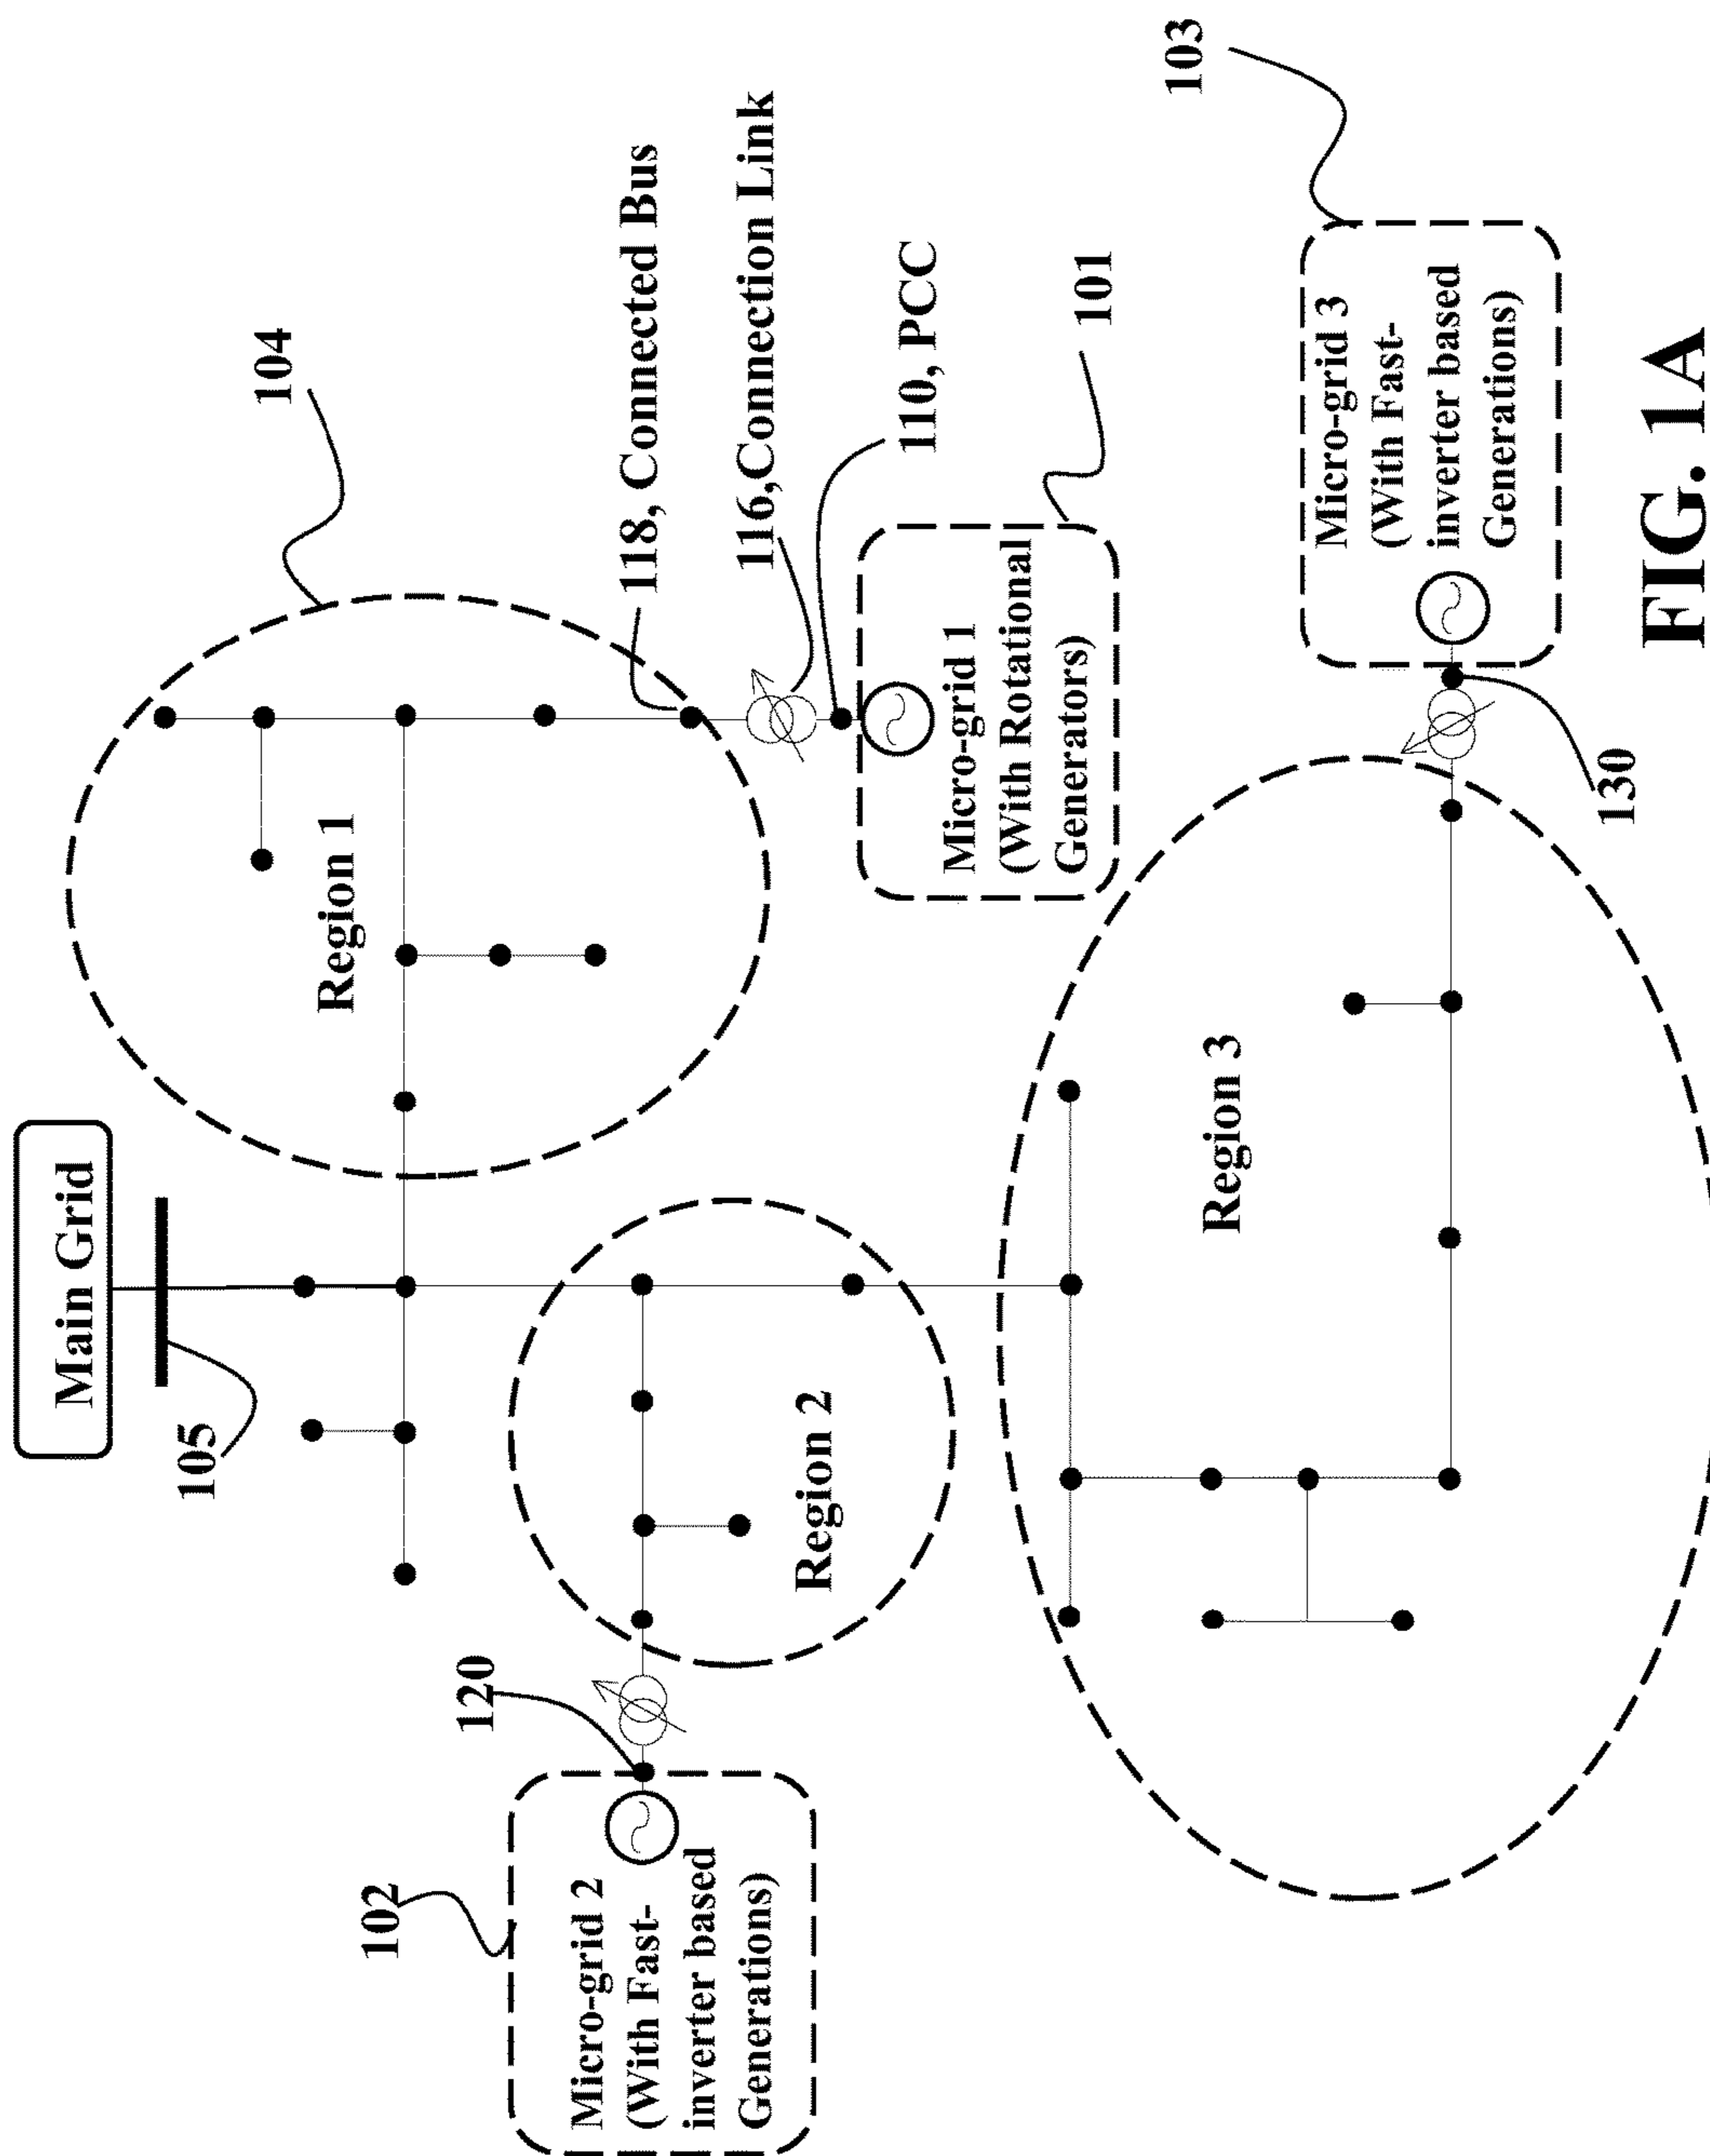 Main Grid
105
104
Region 1
118, Connected Bus
116,Connection Link
110, PCC
101
Micro-grid 1
(With Rotational
Generators)
102
120
Micro-grid 2
(With Fast-
inverter based
Generations)
Region 2
Region 3
103
Micro-grid 3
(With Fast-
inverter based
Generations)
130
FIG. 1A